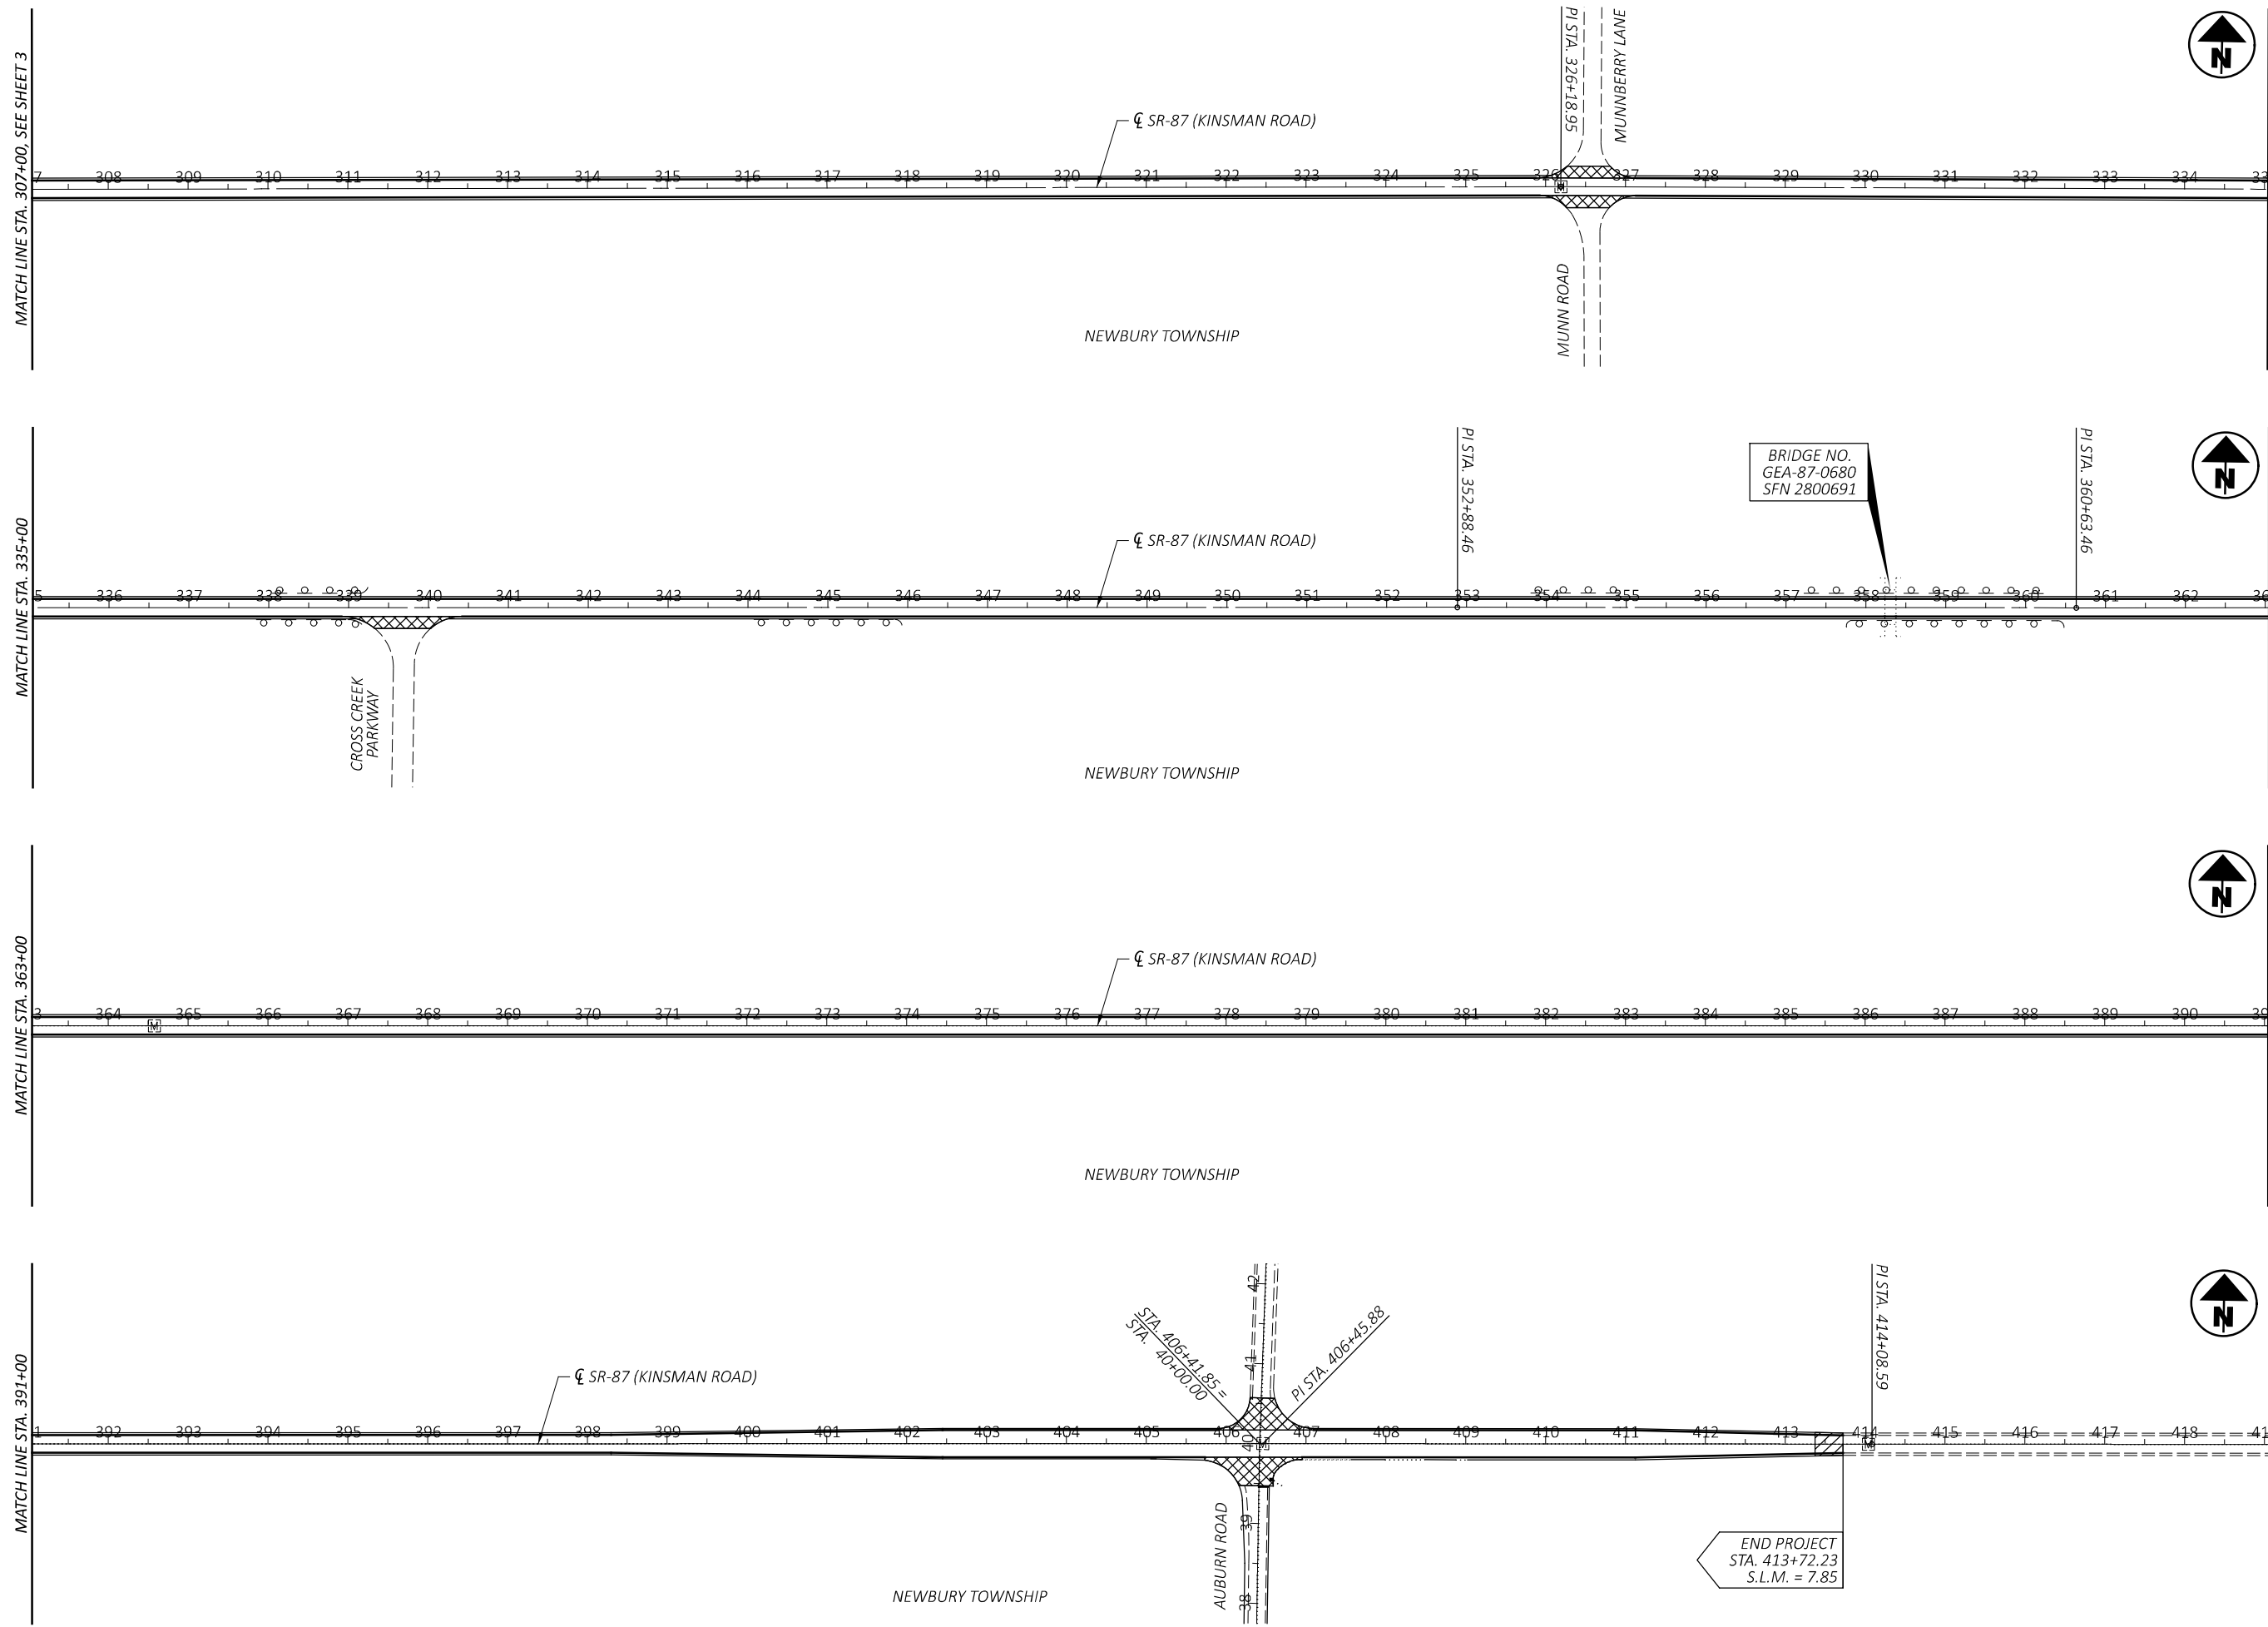 MATCH LINE STA. 307+00, SEE SHEET 3
PI STA. 326+18.95
MUNNBERRY LANE
N
℄ SR-87 (KINSMAN ROAD)
7 308 309 310 311 312 313 314 315 316 317 318 319 320 321 322 323 324 325 326 327 328 329 330 331 332 333 334 33
M
MUNN ROAD
NEWBURY TOWNSHIP
MATCH LINE STA. 335+00
PI STA. 352+88.46
BRIDGE NO.
GEA-87-0680
SFN 2800691
PI STA. 360+63.46
N
℄ SR-87 (KINSMAN ROAD)
5 336 337 338 339 340 341 342 343 344 345 346 347 348 349 350 351 352 353 354 355 356 357 358 359 360 361 362 36
CROSS CREEK
PARKWAY
NEWBURY TOWNSHIP
MATCH LINE STA. 363+00
N
℄ SR-87 (KINSMAN ROAD)
3 364 365 366 367 368 369 370 371 372 373 374 375 376 377 378 379 380 381 382 383 384 385 386 387 388 389 390 39
M
NEWBURY TOWNSHIP
MATCH LINE STA. 391+00
N
42
41
STA. 406+41.85 =
STA. 40+00.00
PI STA. 406+45.88
PI STA. 414+08.59
℄ SR-87 (KINSMAN ROAD)
1 392 393 394 395 396 397 398 399 400 401 402 403 404 405 406 407 408 409 410 411 412 413 414 415 416 417 418 41
40
M
39
38
AUBURN ROAD
END PROJECT
STA. 413+72.23
S.L.M. = 7.85
NEWBURY TOWNSHIP